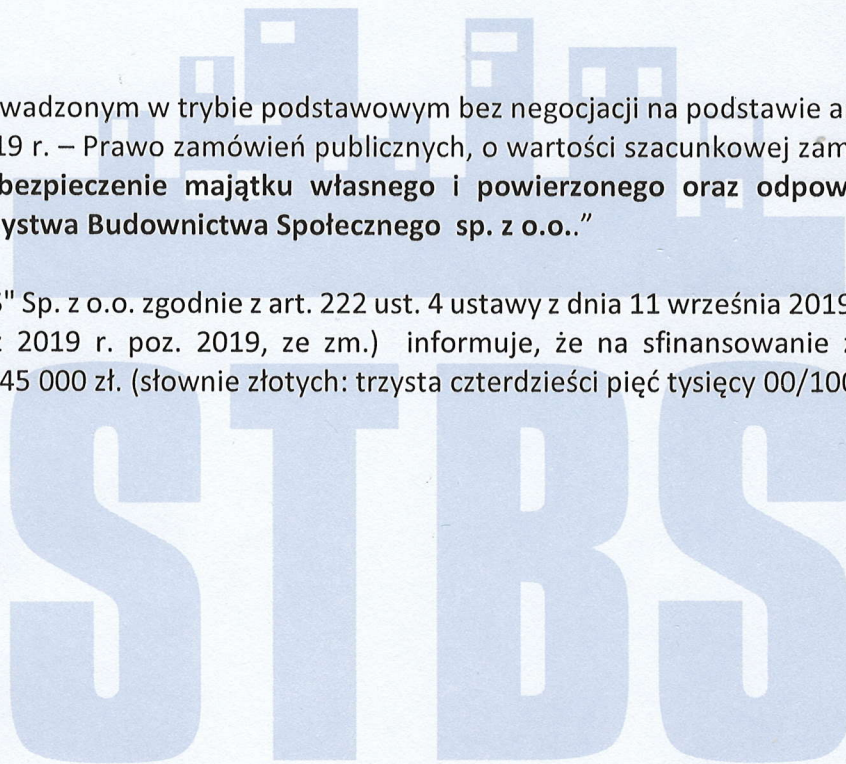 wadzonym w trybie podstawowym bez negocjacji na podstawie a
19 r. – Prawo zamówień publicznych, o wartości szacunkowej zam
bezpieczenie majątku własnego i powierzonego oraz odpow
ystwa Budownictwa Społecznego sp. z o.o..”
S" Sp. z o.o. zgodnie z art. 222 ust. 4 ustawy z dnia 11 września 2019
z 2019 r. poz. 2019, ze zm.) informuje, że na sfinansowanie z
45 000 zł. (słownie złotych: trzysta czterdzieści pięć tysięcy 00/100
STBS